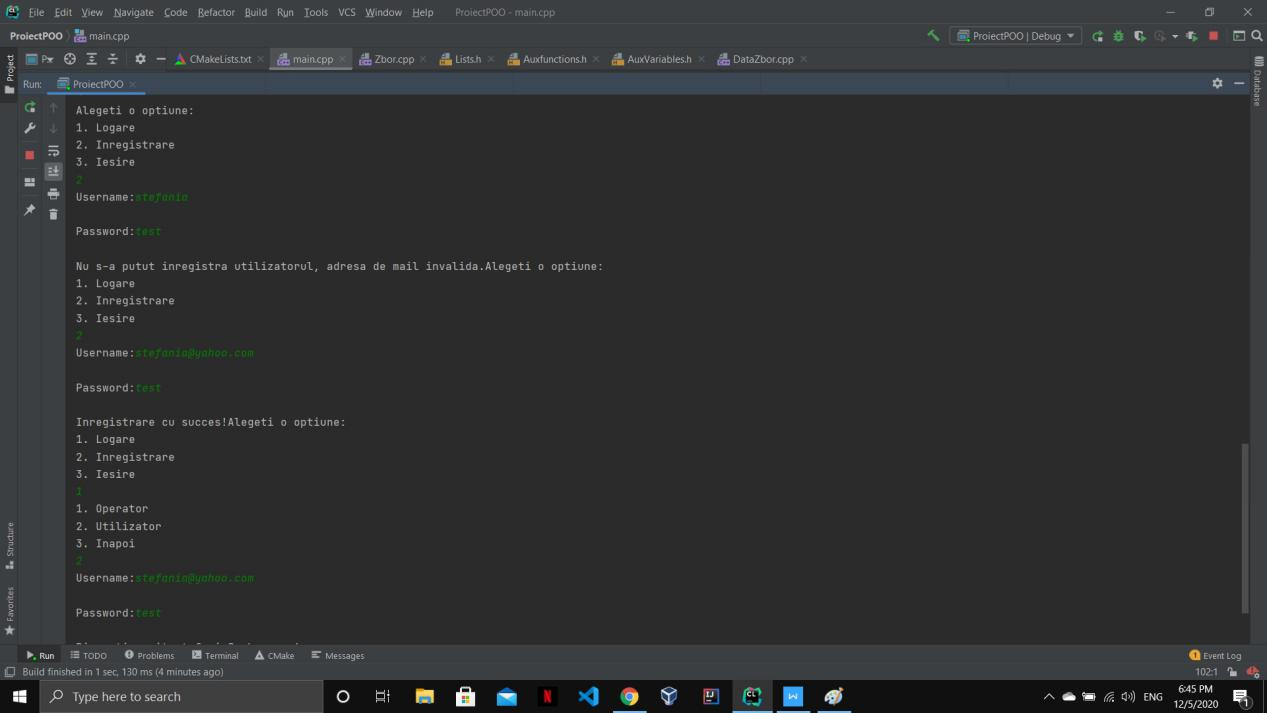 File Edit View Navigate Code Refactor Build Run Tools VCS Window Help ProiectPOO - main.cpp
ProiectPOO main.cpp ProiectPOO | Debug
Project
CMakeLists.txt main.cpp Zbor.cpp Lists.h Auxfunctions.h AuxVariables.h DataZbor.cpp
Database
Run: ProiectPOO
Alegeti o optiune:
1. Logare
2. Inregistrare
3. Iesire
2
Username:stefania
Password:test
Nu s-a putut inregistra utilizatorul, adresa de mail invalida.Alegeti o optiune:
1. Logare
2. Inregistrare
3. Iesire
2
Username:stefania@yahoo.com
Password:test
Inregistrare cu succes!Alegeti o optiune:
1. Logare
2. Inregistrare
3. Iesire
1
1. Operator
2. Utilizator
3. Inapoi
2
Username:stefania@yahoo.com
Password:test
Structure
Favorites
Run TODO Problems Terminal CMake Messages 1 Event Log
Build finished in 1 sec, 130 ms (4 minutes ago) 102:1
Type here to search
ENG
6:45 PM
12/5/2020
1